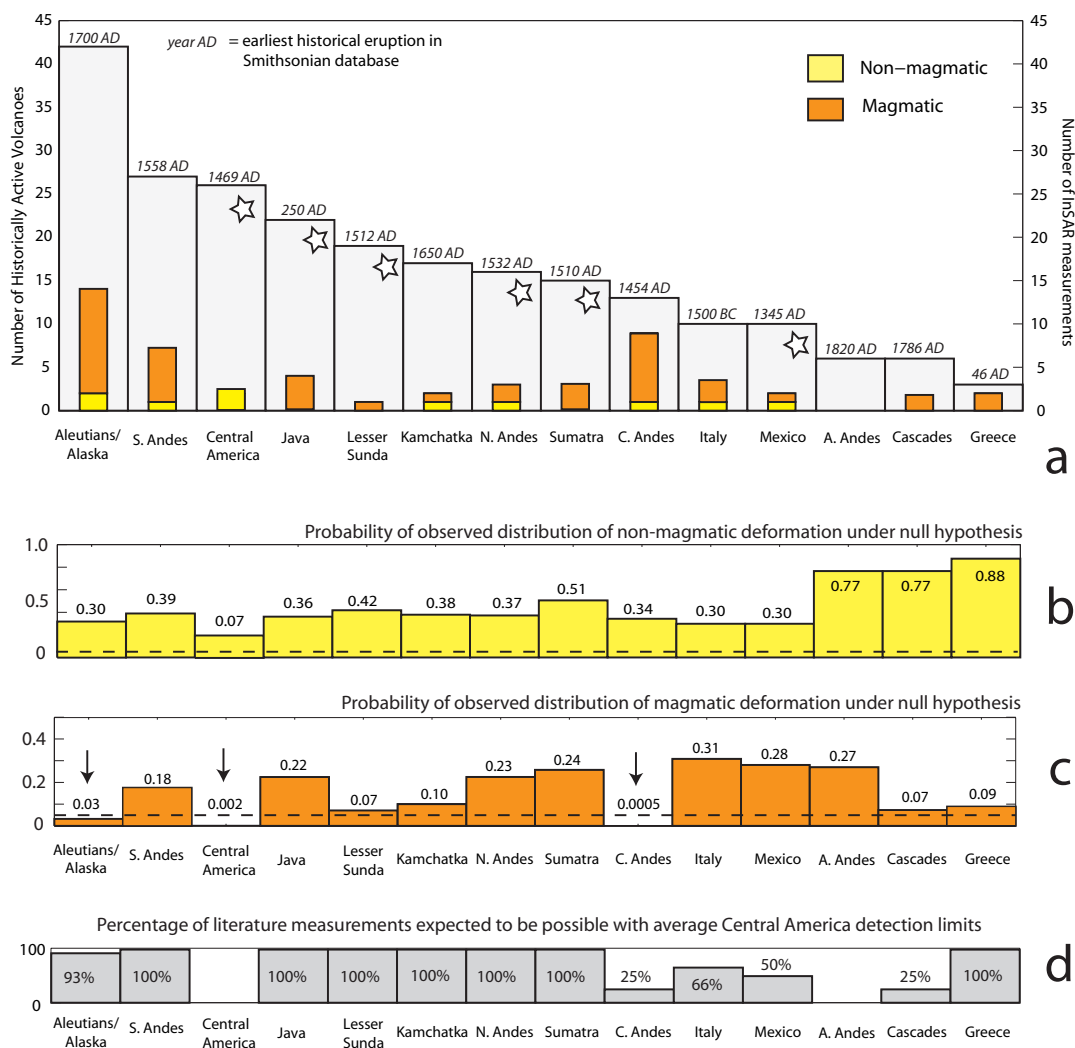 45
40
35
30
25
20
15
10
5
0
Number of Historically Active Volcanoes
year AD = earliest historical eruption in
Smithsonian database
Non−magmatic
Magmatic
45
40
35
30
25
20
15
10
5
0
Number of InSAR measurements
1700 AD
1558 AD
1469 AD
250 AD
1512 AD
1650 AD
1532 AD
1510 AD
1454 AD
1500 BC
1345 AD
1820 AD
1786 AD
46 AD
Aleutians/
Alaska
S. Andes
Central
America
Java
Lesser
Sunda
Kamchatka
N. Andes
Sumatra
C. Andes
Italy
Mexico
A. Andes
Cascades
Greece
a
Probability of observed distribution of non-magmatic deformation under null hypothesis
1.0
0.5
0
0.30
0.39
0.07
0.36
0.42
0.38
0.37
0.51
0.34
0.30
0.30
0.77
0.77
0.88
b
Probability of observed distribution of magmatic deformation under null hypothesis
0.4
0.2
0
0.03
0.18
0.002
0.22
0.07
0.10
0.23
0.24
0.0005
0.31
0.28
0.27
0.07
0.09
c
Aleutians/
Alaska
S. Andes
Central
America
Java
Lesser
Sunda
Kamchatka
N. Andes
Sumatra
C. Andes
Italy
Mexico
A. Andes
Cascades
Greece
Percentage of literature measurements expected to be possible with average Central America detection limits
100
0
93%
100%
100%
100%
100%
100%
100%
25%
66%
50%
25%
100%
d
Aleutians/
Alaska
S. Andes
Central
America
Java
Lesser
Sunda
Kamchatka
N. Andes
Sumatra
C. Andes
Italy
Mexico
A. Andes
Cascades
Greece